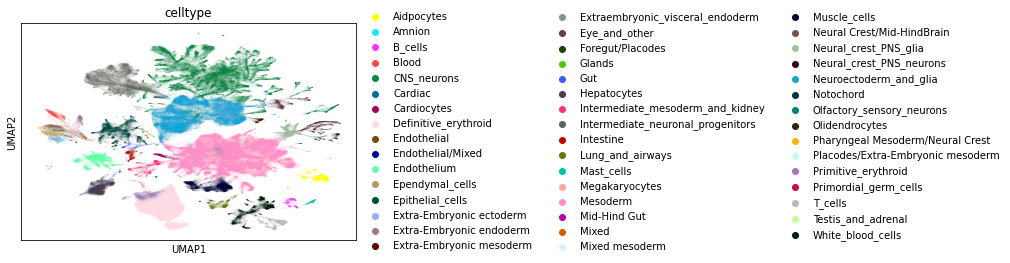 celltype
UMAP2
UMAP1
Aidpocytes
Amnion
B_cells
Blood
CNS_neurons
Cardiac
Cardiocytes
Definitive_erythroid
Endothelial
Endothelial/Mixed
Endothelium
Ependymal_cells
Epithelial_cells
Extra-Embryonic ectoderm
Extra-Embryonic endoderm
Extra-Embryonic mesoderm
Extraembryonic_visceral_endoderm
Eye_and_other
Foregut/Placodes
Glands
Gut
Hepatocytes
Intermediate_mesoderm_and_kidney
Intermediate_neuronal_progenitors
Intestine
Lung_and_airways
Mast_cells
Megakaryocytes
Mesoderm
Mid-Hind Gut
Mixed
Mixed mesoderm
Muscle_cells
Neural Crest/Mid-HindBrain
Neural_crest_PNS_glia
Neural_crest_PNS_neurons
Neuroectoderm_and_glia
Notochord
Olfactory_sensory_neurons
Olidendrocytes
Pharyngeal Mesoderm/Neural Crest
Placodes/Extra-Embryonic mesoderm
Primitive_erythroid
Primordial_germ_cells
T_cells
Testis_and_adrenal
White_blood_cells